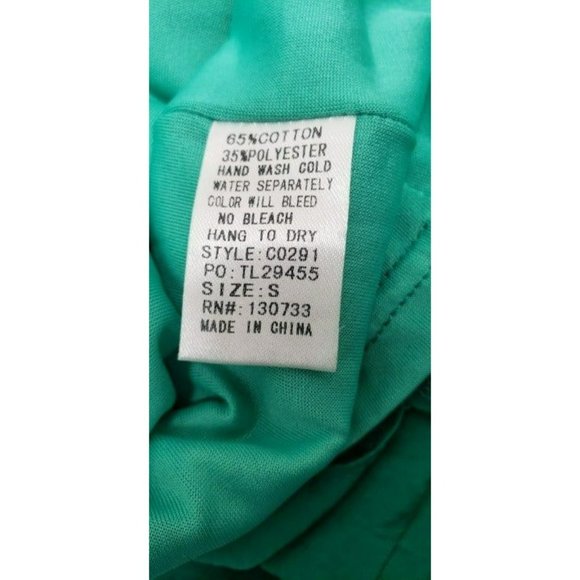 65%COTTON
35%POLYESTER
HAND WASH COLD
WATER SEPARATELY
COLOR WILL BLEED
NO BLEACH
HANG TO DRY
STYLE:C0291
PO:TL29455
SIZE:S
RN#:130733
MADE IN CHINA